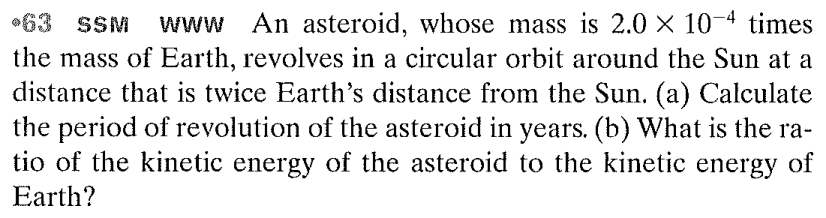 •63 SSM WWW An asteroid, whose mass is 2.0 × 10⁻⁴ times
the mass of Earth, revolves in a circular orbit around the Sun at a
distance that is twice Earth's distance from the Sun. (a) Calculate
the period of revolution of the asteroid in years. (b) What is the ra-
tio of the kinetic energy of the asteroid to the kinetic energy of
Earth?